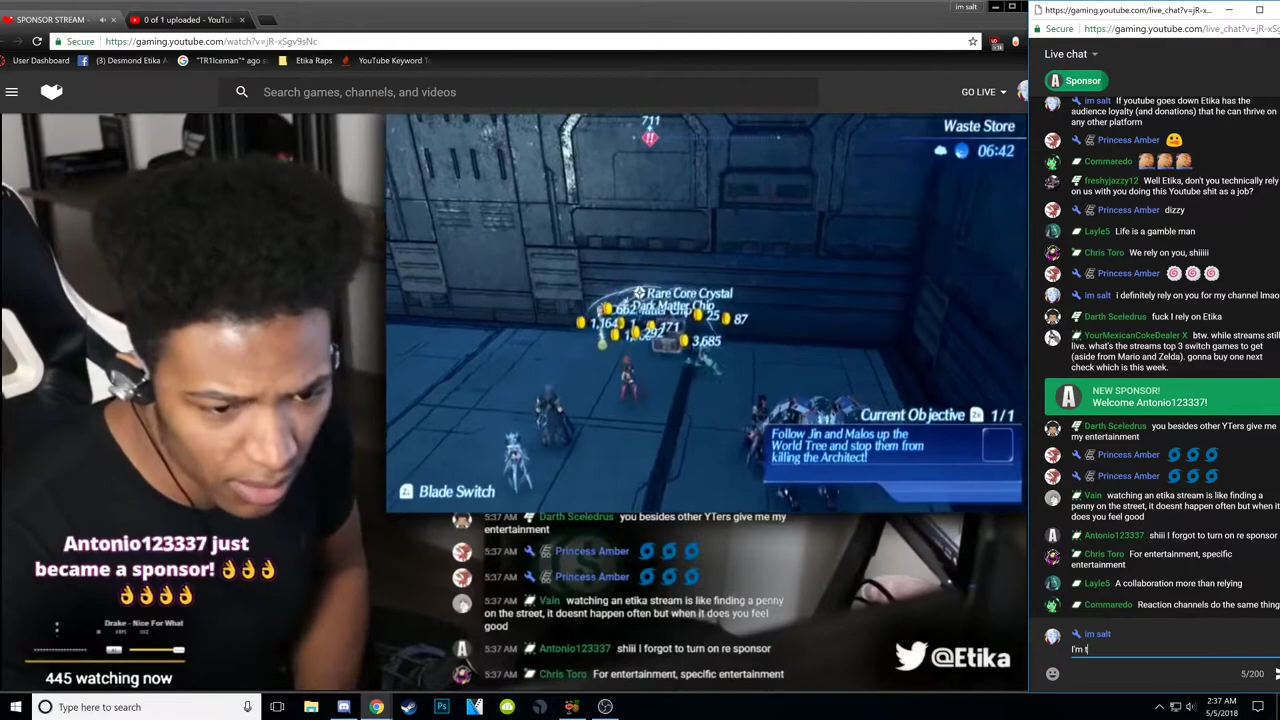 SPONSOR STREAM -
0 of 1 uploaded - YouTu
im salt
Secure
https://gaming.youtube.com/watch?v=jR-xSgv9sNc
User Dashboard
(3) Desmond Etika A
"TR1Iceman"* ago s
Etika Raps
YouTube Keyword To
Search games, channels, and videos
GO LIVE
711
Waste Store
06:42
Rare Core Crystal
Dark Matter Chip
1,164
25
87
3,685
Current Objective 1/1
Follow Jin and Malos up the
World Tree and stop them from
killing the Architect!
Blade Switch
Antonio123337 just
became a sponsor! 👌👌👌
👌👌👌👌
Drake - Nice For What
445 watching now
5:37 AM Darth Sceledrus you besides other YTers give me my
entertainment
5:37 AM Princess Amber 🌀 🌀 🌀
5:37 AM Princess Amber 🌀 🌀 🌀
5:37 AM Vain watching an etika stream is like finding a penny
on the street, it doesnt happen often but when it does you feel
good
5:37 AM Antonio123337 shiii I forgot to turn on re sponsor
5:37 AM Chris Toro For entertainment, specific entertainment
@Etika
https://gaming.youtube.com/live_chat?v=jR-x
Secure
https://gaming.youtube.com/live_chat?v=jR-xSg
Live chat
A Sponsor
im salt If youtube goes down Etika has the
audience loyalty (and donations) that he can thrive on
any other platform
Princess Amber
Commaredo
freshyjazzy12 Well Etika, don't you technically rely
on us with you doing this Youtube shit as a job?
Princess Amber dizzy
Layle5 Life is a gamble man
Chris Toro We rely on you, shiiiii
Princess Amber 🍥🍥🍥
im salt i definitely rely on you for my channel lmao
Darth Sceledrus fuck I rely on Etika
YourMexicanCokeDealer X btw. while streams still
live. what's the streams top 3 switch games to get
(aside from Mario and Zelda). gonna buy one next
check which is this week.
A
NEW SPONSOR!
Welcome Antonio123337!
Darth Sceledrus you besides other YTers give me
my entertainment
Princess Amber 🌀 🌀 🌀
Princess Amber 🌀 🌀 🌀
Vain watching an etika stream is like finding a
penny on the street, it doesnt happen often but when it
does you feel good
A Antonio123337 shiii I forgot to turn on re sponsor
Chris Toro For entertainment, specific
entertainment
Layle5 A collaboration more than relying
Commaredo Reaction channels do the same thing
im salt
I'm t
5/200
Type here to search
2:37 AM
5/5/2018